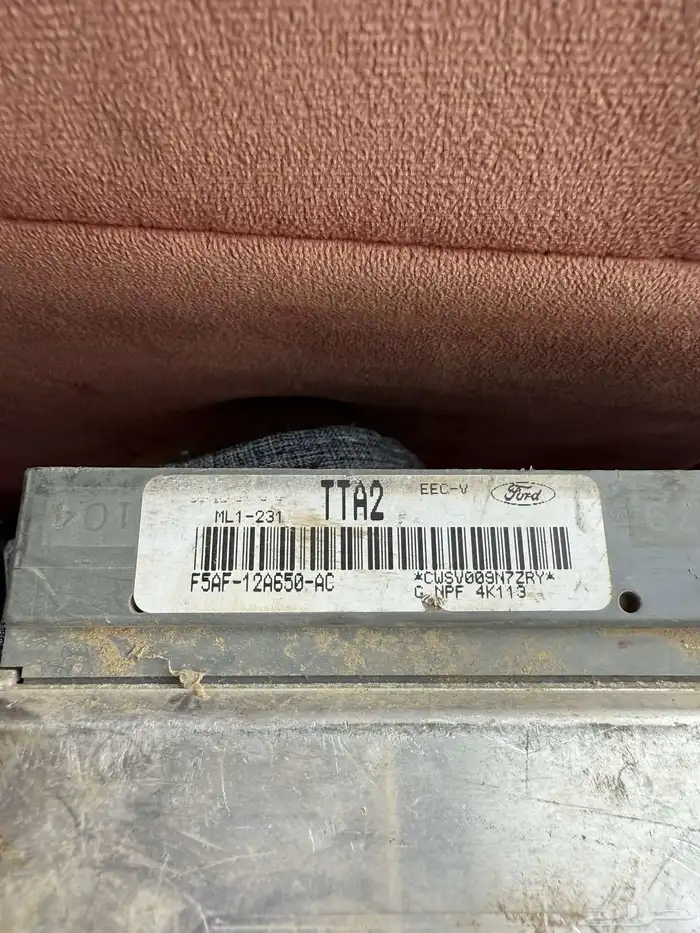 TTA2
EEC-V
Ford
ML1-231
F5AF-12A650-AC
*CWSV009N7ZRY*
C NPF 4K113